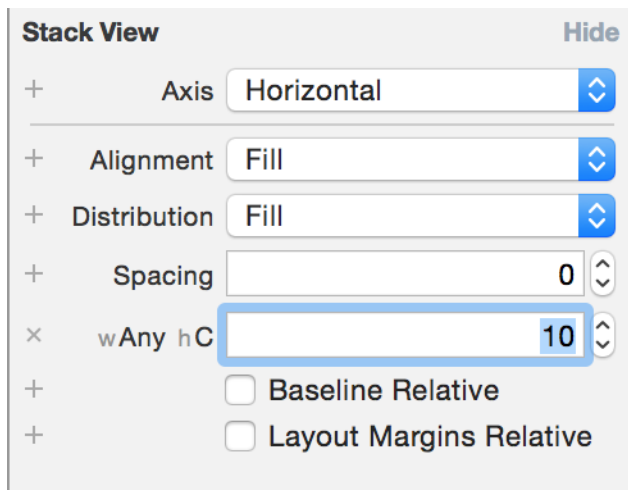 Stack View Hide
+ Axis Horizontal
+ Alignment Fill
+ Distribution Fill
+ Spacing 0
× wAny hC 10
+ Baseline Relative
+ Layout Margins Relative